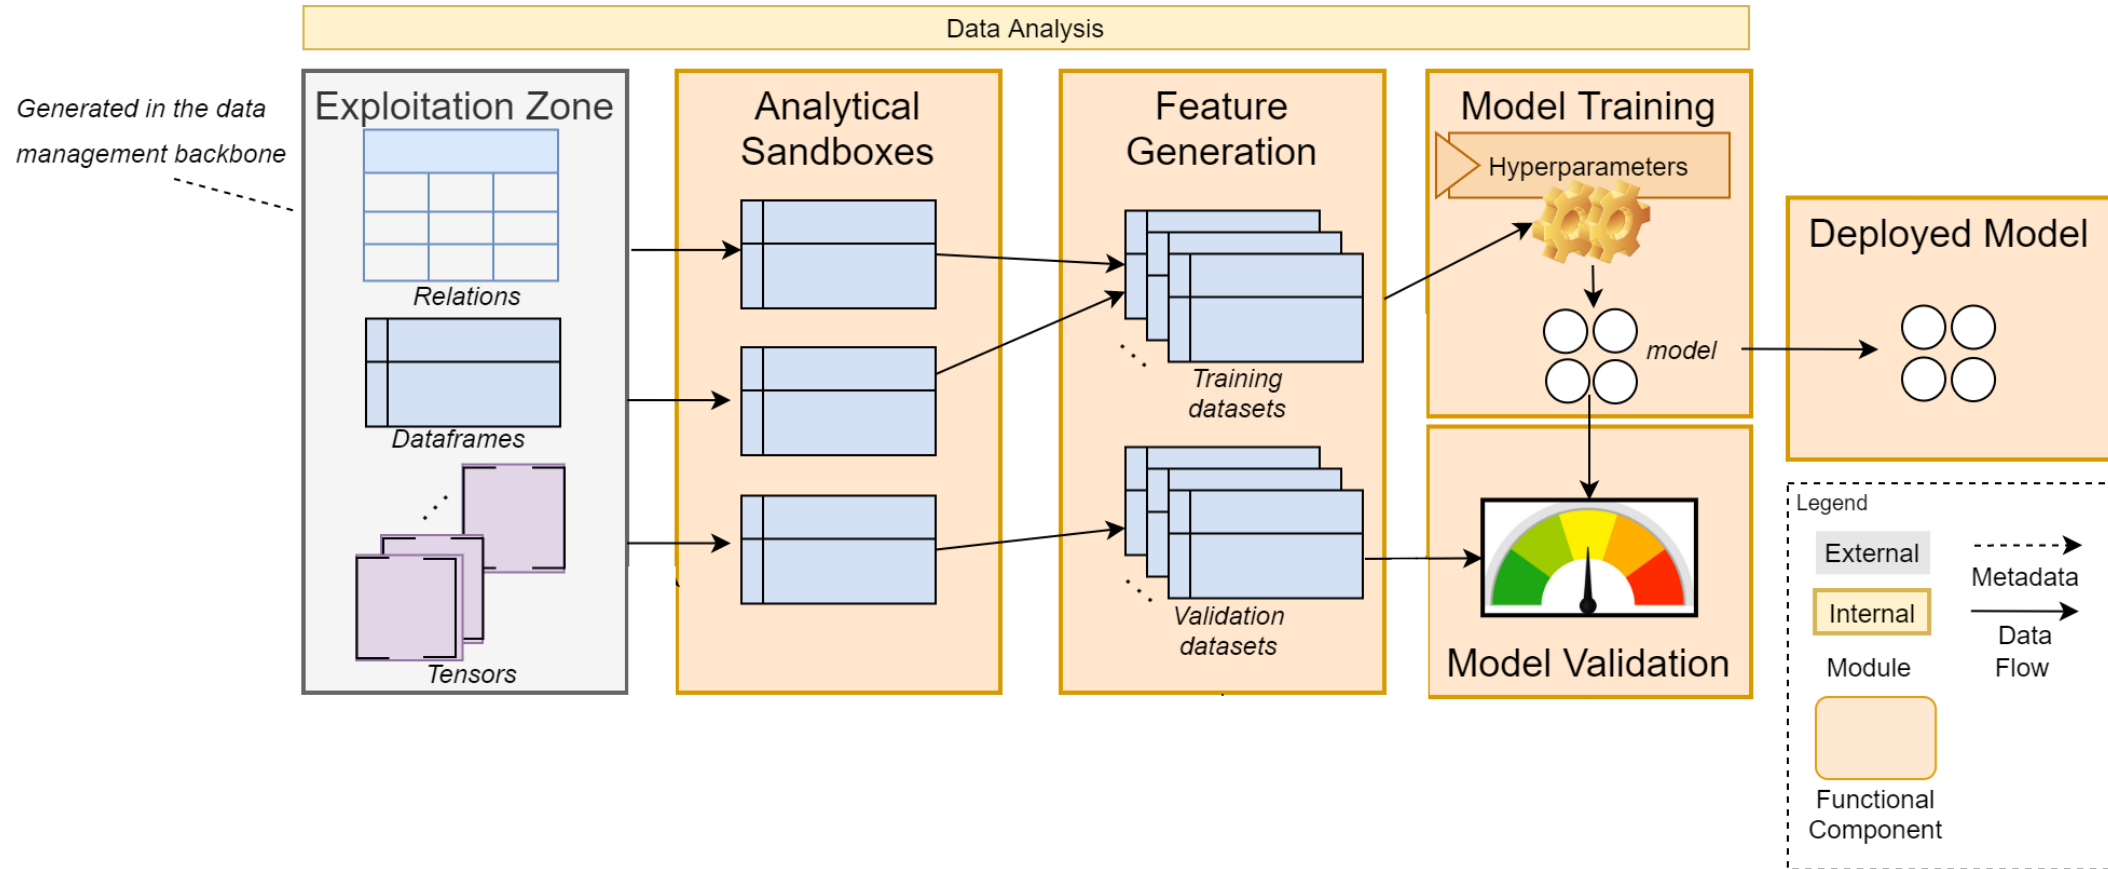 Data Analysis
Generated in the data
management backbone
Exploitation Zone
Relations
Dataframes
Tensors
Analytical
Sandboxes
Feature
Generation
Training
datasets
Validation
datasets
Model Training
Hyperparameters
model
Model Validation
Deployed Model
Legend
External
Metadata
Internal
Data
Flow
Module
Functional
Component